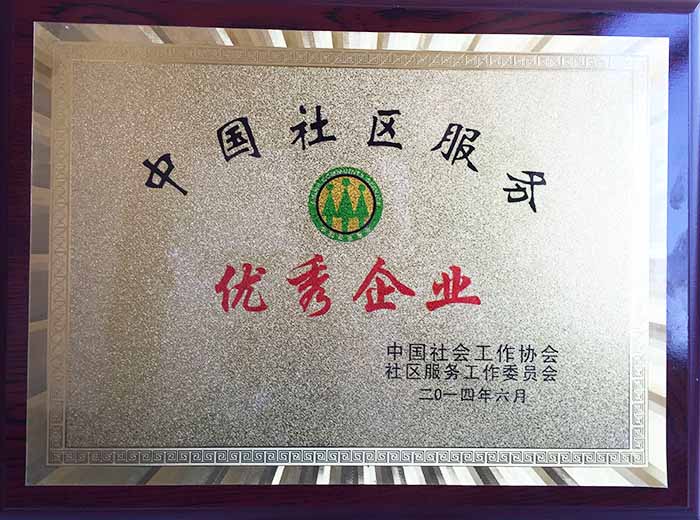 中国社区服务
优秀企业
中国社会工作协会
社区服务工作委员会
二0一四年六月